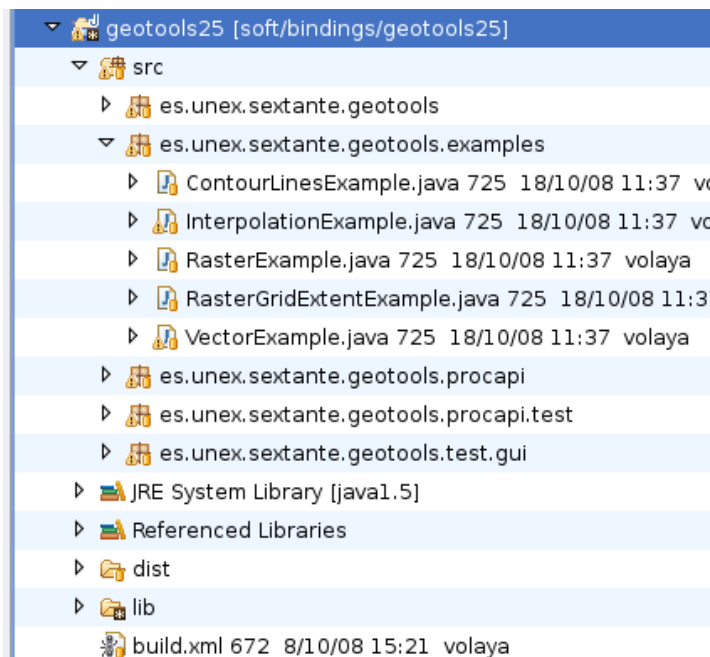 geotools25 [soft/bindings/geotools25]
src
es.unex.sextante.geotools
es.unex.sextante.geotools.examples
ContourLinesExample.java 725 18/10/08 11:37
InterpolationExample.java 725 18/10/08 11:37
RasterExample.java 725 18/10/08 11:37 volaya
RasterGridExtentExample.java 725 18/10/08
VectorExample.java 725 18/10/08 11:37 volaya
es.unex.sextante.geotools.procapi
es.unex.sextante.geotools.procapi.test
es.unex.sextante.geotools.test.gui
JRE System Library [java1.5]
Referenced Libraries
dist
lib
build.xml 672 8/10/08 15:21 volaya